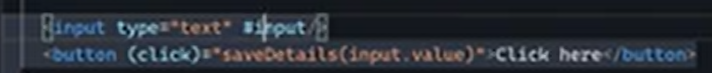 <input type="text" #input/>
<button (click)="saveDetails(input.value)">Click here</button>